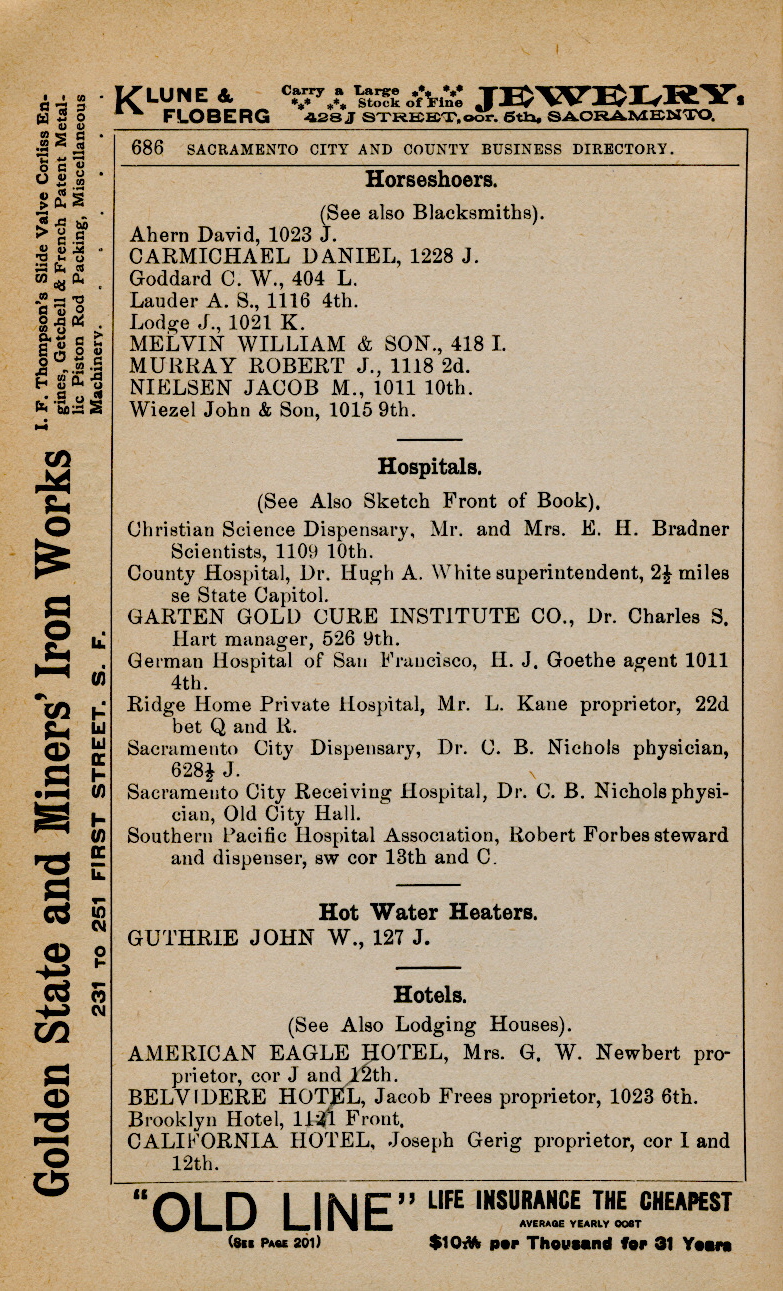 KLUNE & FLOBERG Carry a Large Stock of Fine JEWELRY.
428 J STREET, cor. 5th, SACRAMENTO.
686 SACRAMENTO CITY AND COUNTY BUSINESS DIRECTORY.
Horseshoers.
(See also Blacksmiths).
Ahern David, 1023 J.
CARMICHAEL DANIEL, 1228 J.
Goddard C. W., 404 L.
Lauder A. S., 1116 4th.
Lodge J., 1021 K.
MELVIN WILLIAM & SON., 418 I.
MURRAY ROBERT J., 1118 2d.
NIELSEN JACOB M., 1011 10th.
Wiezel John & Son, 1015 9th.
Hospitals.
(See Also Sketch Front of Book).
Christian Science Dispensary, Mr. and Mrs. E. H. Bradner
Scientists, 1109 10th.
County Hospital, Dr. Hugh A. White superintendent, 2½ miles
se State Capitol.
GARTEN GOLD CURE INSTITUTE CO., Dr. Charles S.
Hart manager, 526 9th.
German Hospital of San Francisco, H. J. Goethe agent 1011
4th.
Ridge Home Private Hospital, Mr. L. Kane proprietor, 22d
bet Q and R.
Sacramento City Dispensary, Dr. C. B. Nichols physician,
628½ J.
Sacramento City Receiving Hospital, Dr. C. B. Nichols physi-
cian, Old City Hall.
Southern Pacific Hospital Association, Robert Forbes steward
and dispenser, sw cor 13th and C.
Hot Water Heaters.
GUTHRIE JOHN W., 127 J.
Hotels.
(See Also Lodging Houses).
AMERICAN EAGLE HOTEL, Mrs. G. W. Newbert pro-
prietor, cor J and 12th.
BELVIDERE HOTEL, Jacob Frees proprietor, 1023 6th.
Brooklyn Hotel, Front.
CALIFORNIA HOTEL, Joseph Gerig proprietor, cor I and
12th.
"OLD LINE" LIFE INSURANCE THE CHEAPEST
AVERAGE YEARLY COST
(SEE PAGE 201) per Thousand for 31 Years
Golden State and Miners' Iron Works
231 TO 251 FIRST STREET. S. F.
I. F. Thompson's Slide Valve Corliss En-
gines, Getchell & French Patent Metal-
lic Piston Rod Packing, Miscellaneous
Machinery.